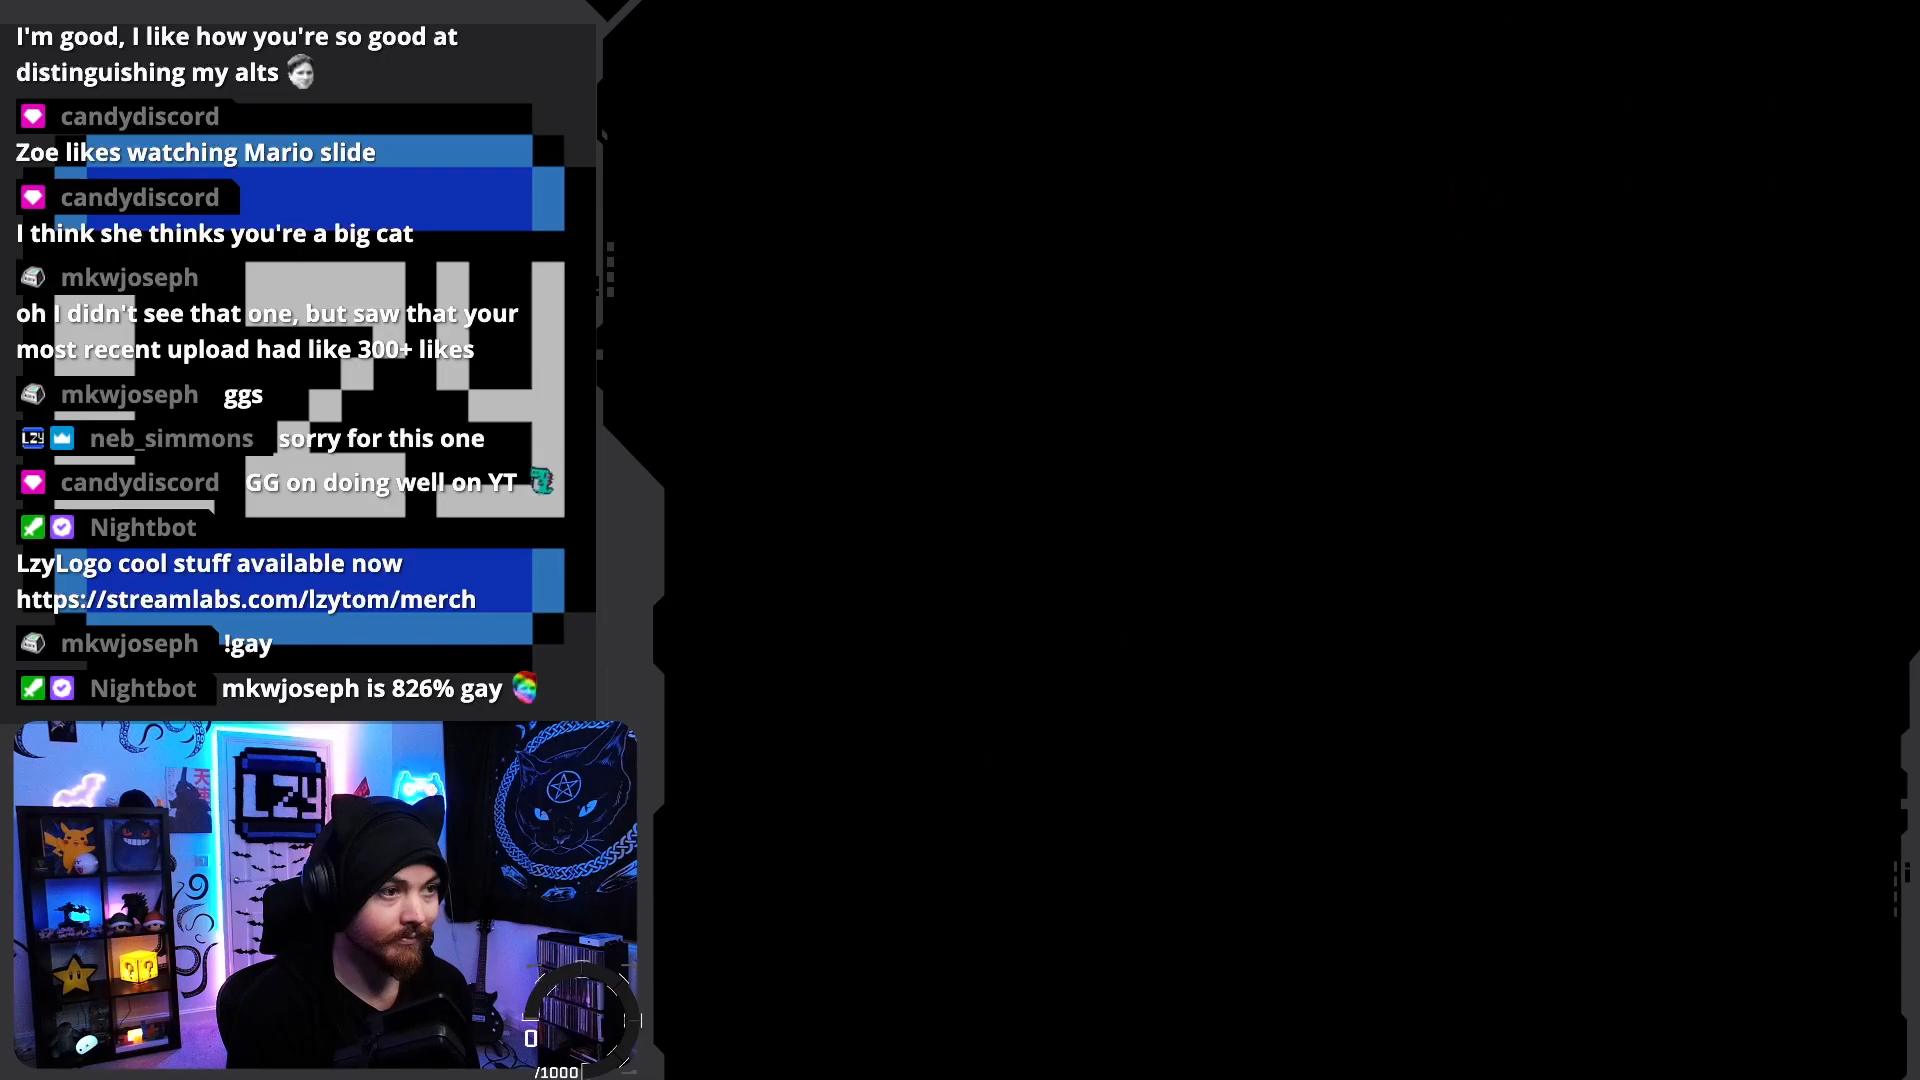 I'm good, I like how you're so good at
distinguishing my alts
candydiscord
Zoe likes watching Mario slide
candydiscord
I think she thinks you're a big cat
mkwjoseph
oh I didn't see that one, but saw that your
most recent upload had like 300+ likes
mkwjoseph ggs
LZY neb_simmons sorry for this one
candydiscord GG on doing well on YT
Nightbot
LzyLogo cool stuff available now
https://streamlabs.com/lzytom/merch
mkwjoseph !gay
Nightbot mkwjoseph is 826% gay
LZY
0
/1000